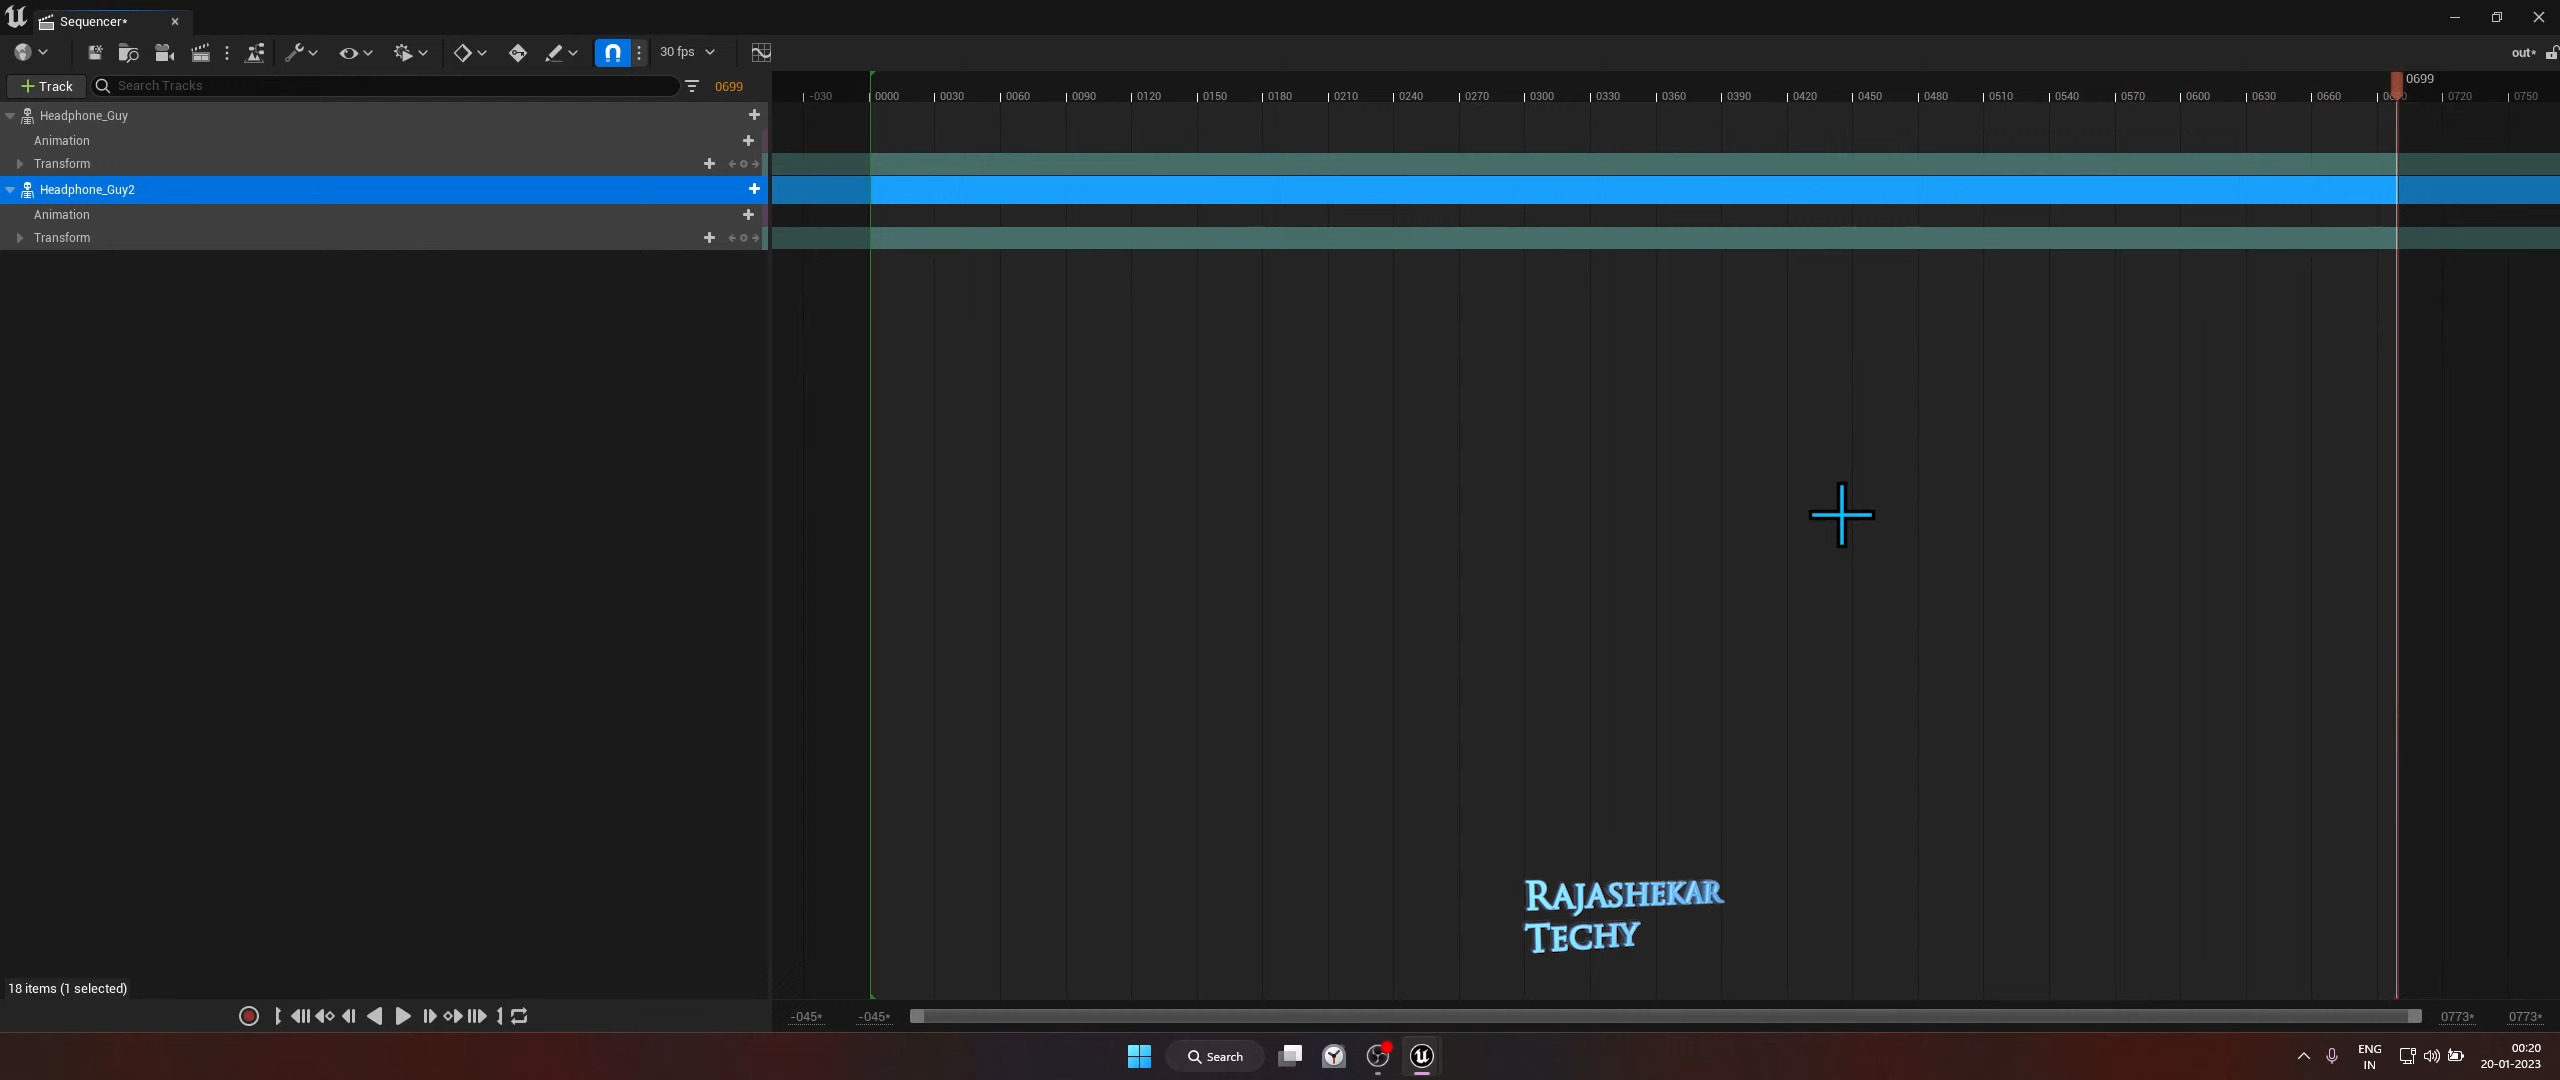 Sequencer*
30 fps
out*
Track
Search Tracks
0699
0699
-030
0000
0030
0060
0090
0120
0150
0180
0210
0240
0270
0300
0330
0360
0390
0420
0450
0480
0510
0540
0570
0600
0630
0660
0720
0750
Headphone_Guy
Animation
Transform
Headphone_Guy2
Animation
Transform
RAJASHEKAR
TECHY
18 items (1 selected)
-045*
-045*
0773*
0773*
Search
ENG
IN
00:20
20-01-2023